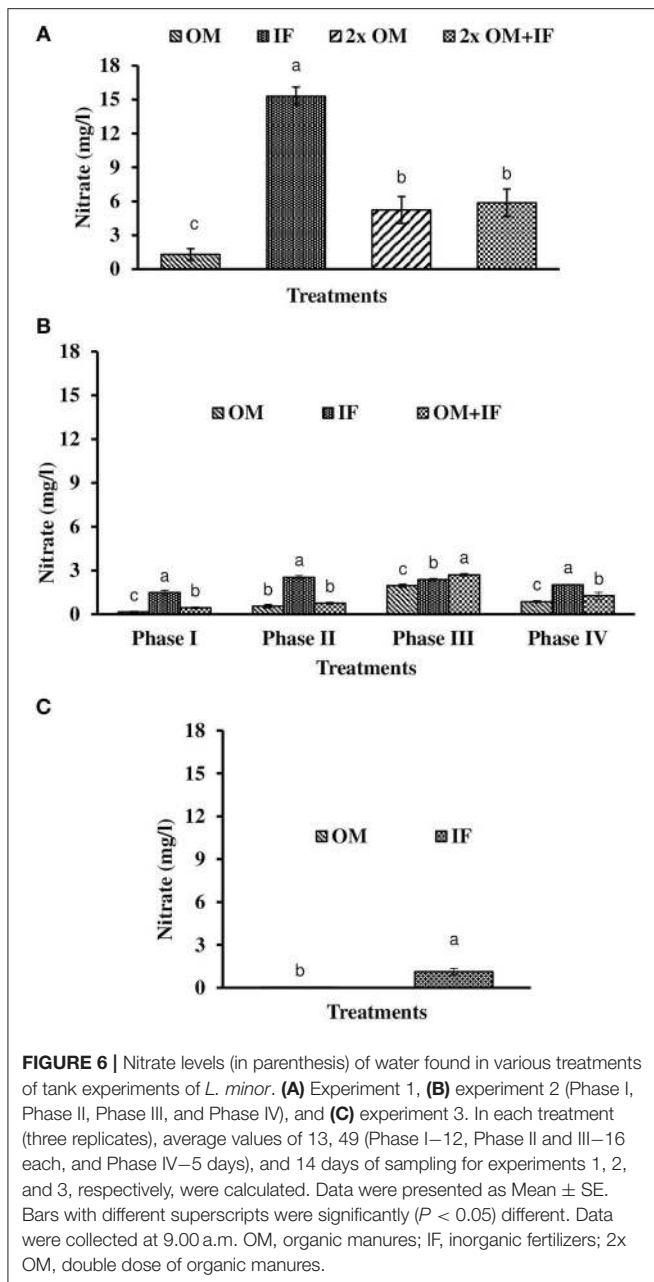 A
OM IF 2x OM 2x OM+IF
18
15
12
9
6
3
0
Nitrate (mg/l)
c
a
b
b
Treatments
B
18
15
12
9
6
3
0
Nitrate (mg/l)
OM IF OM+IF
c a b
b a b
c b a
c a b
Phase I Phase II Phase III Phase IV
Treatments
C
18
15
12
9
6
3
0
Nitrate (mg/l)
OM IF
b
a
Treatments
FIGURE 6 | Nitrate levels (in parenthesis) of water found in various treatments
of tank experiments of L. minor. (A) Experiment 1, (B) experiment 2 (Phase I,
Phase II, Phase III, and Phase IV), and (C) experiment 3. In each treatment
(three replicates), average values of 13, 49 (Phase I–12, Phase II and III–16
each, and Phase IV–5 days), and 14 days of sampling for experiments 1, 2,
and 3, respectively, were calculated. Data were presented as Mean ± SE.
Bars with different superscripts were significantly (P < 0.05) different. Data
were collected at 9.00 a.m. OM, organic manures; IF, inorganic fertilizers; 2x
OM, double dose of organic manures.